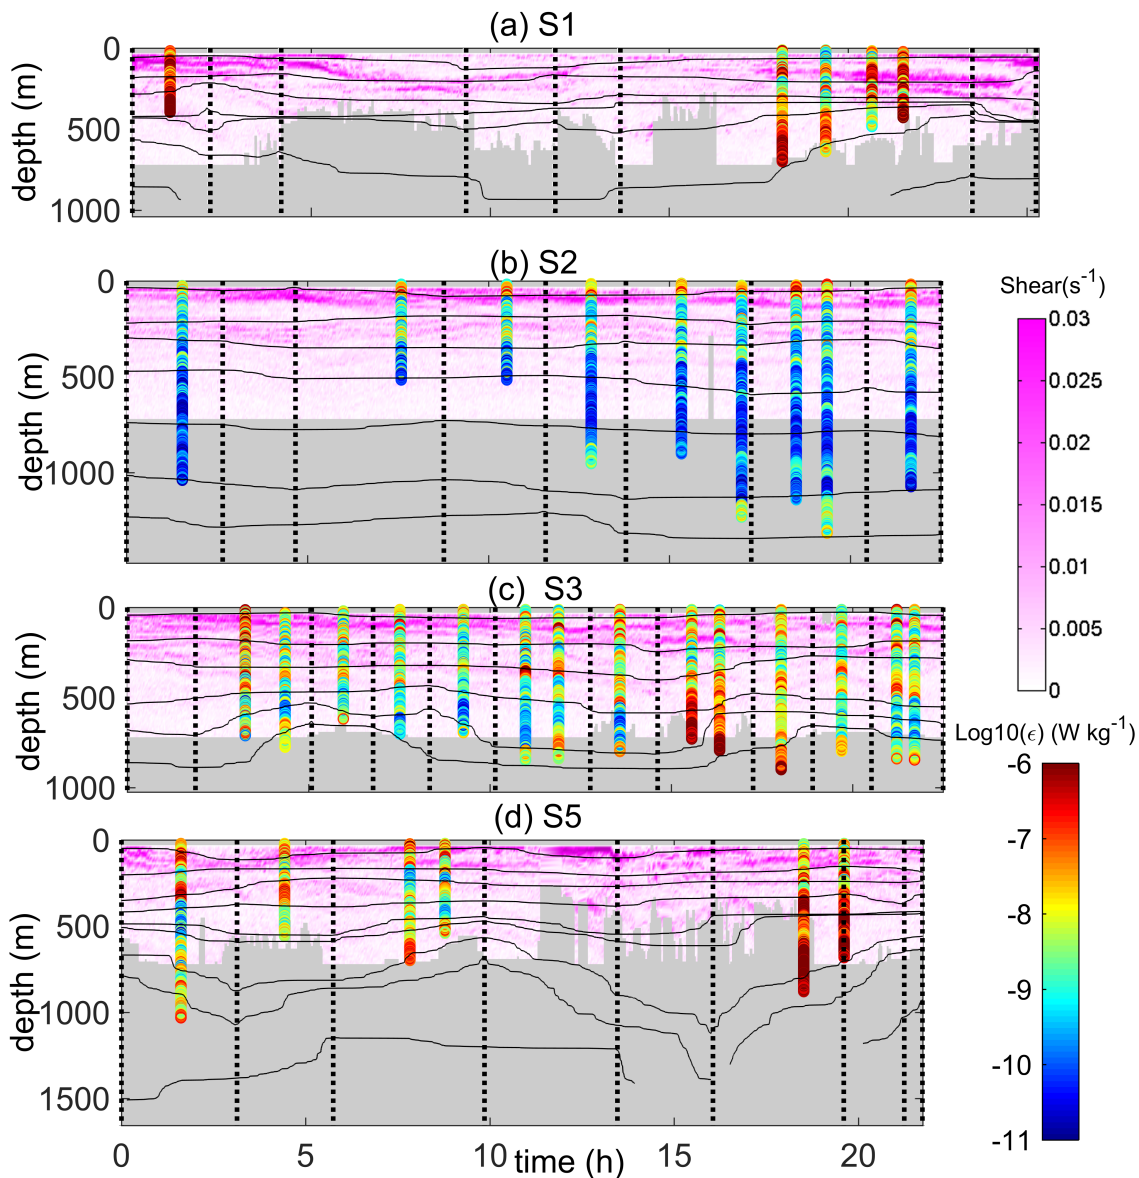 (a) S1
0
500
1000
depth (m)
(b) S2
0
500
1000
depth (m)
Shear(s⁻¹)
0.03
0.025
0.02
0.015
0.01
0.005
0
(c) S3
0
500
1000
depth (m)
Log10(ϵ) (W kg⁻¹)
-6
-7
-8
-9
-10
-11
(d) S5
0
500
1000
1500
depth (m)
0 5 10 15 20
time (h)